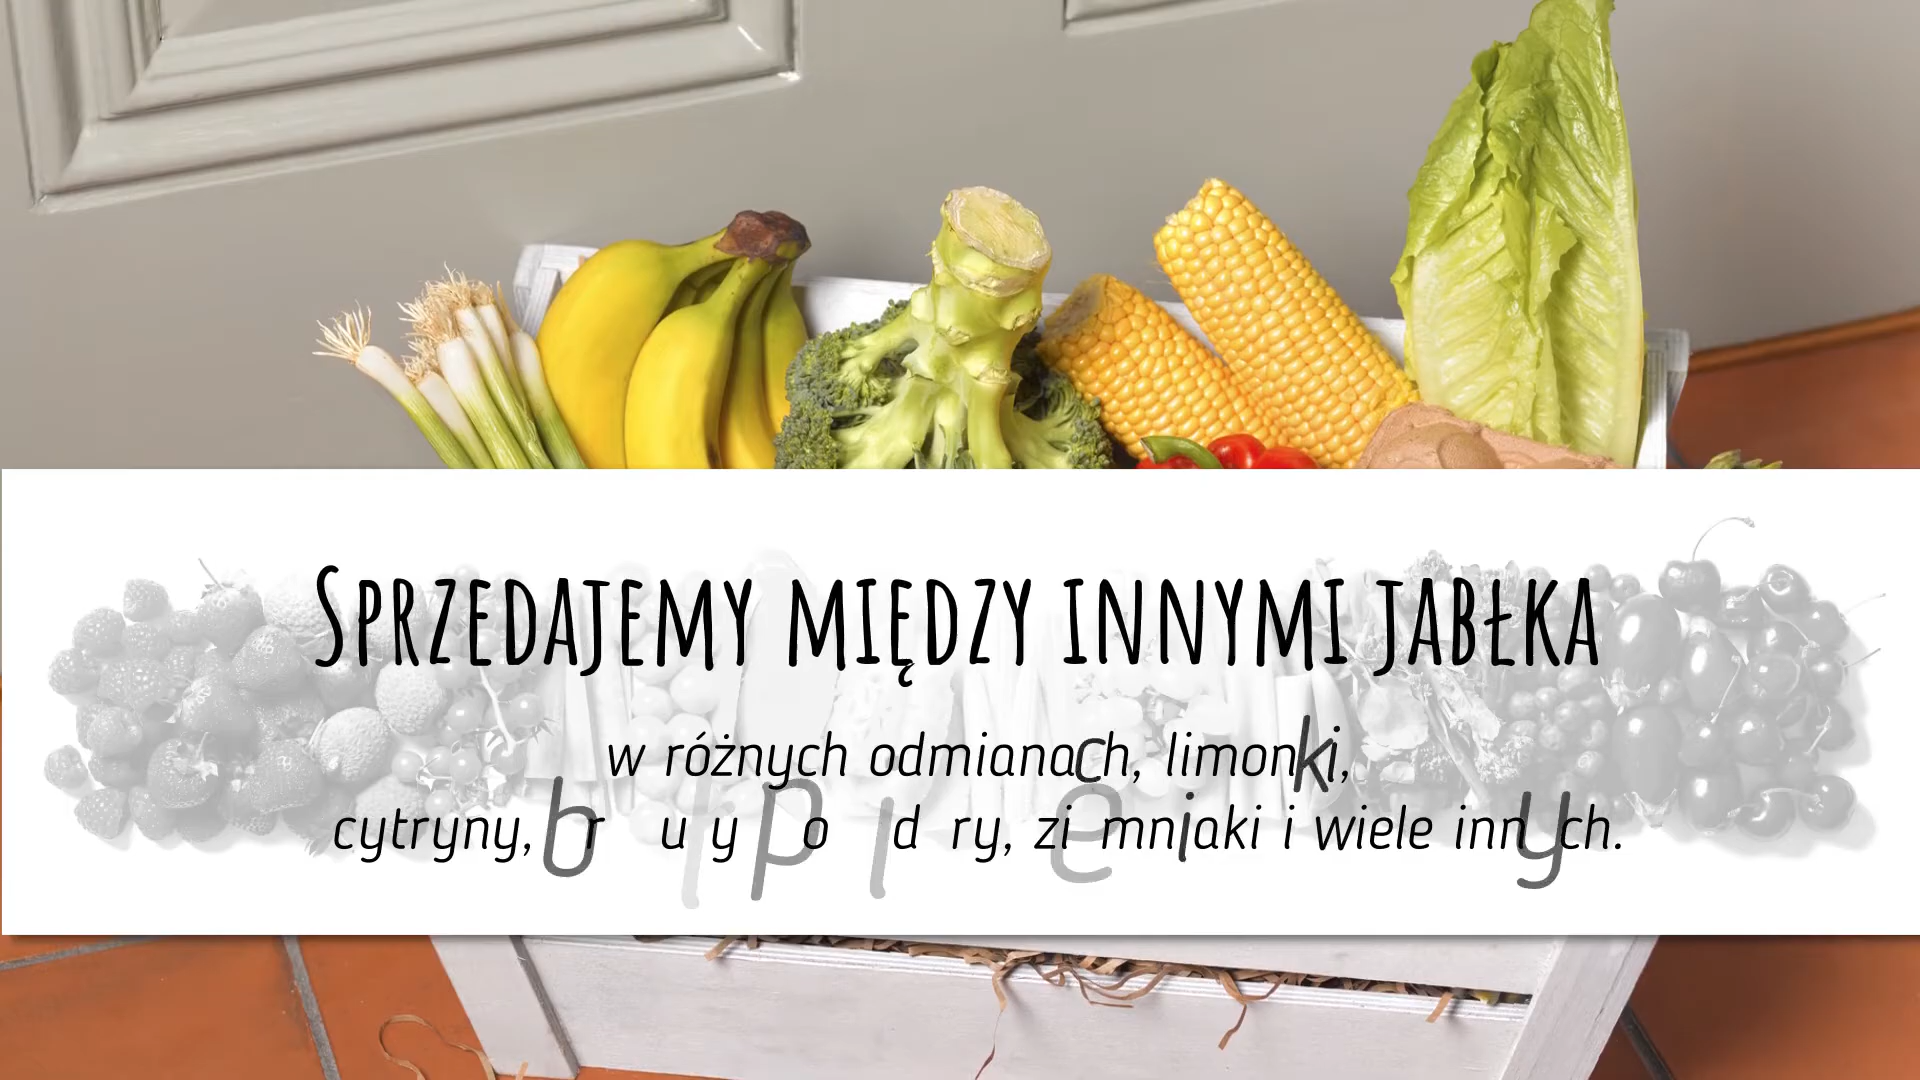 Sprzedajemy między innymi jabłka
w różnych odmianach, limonki,
cytryny, ziemniaki i wiele innych.